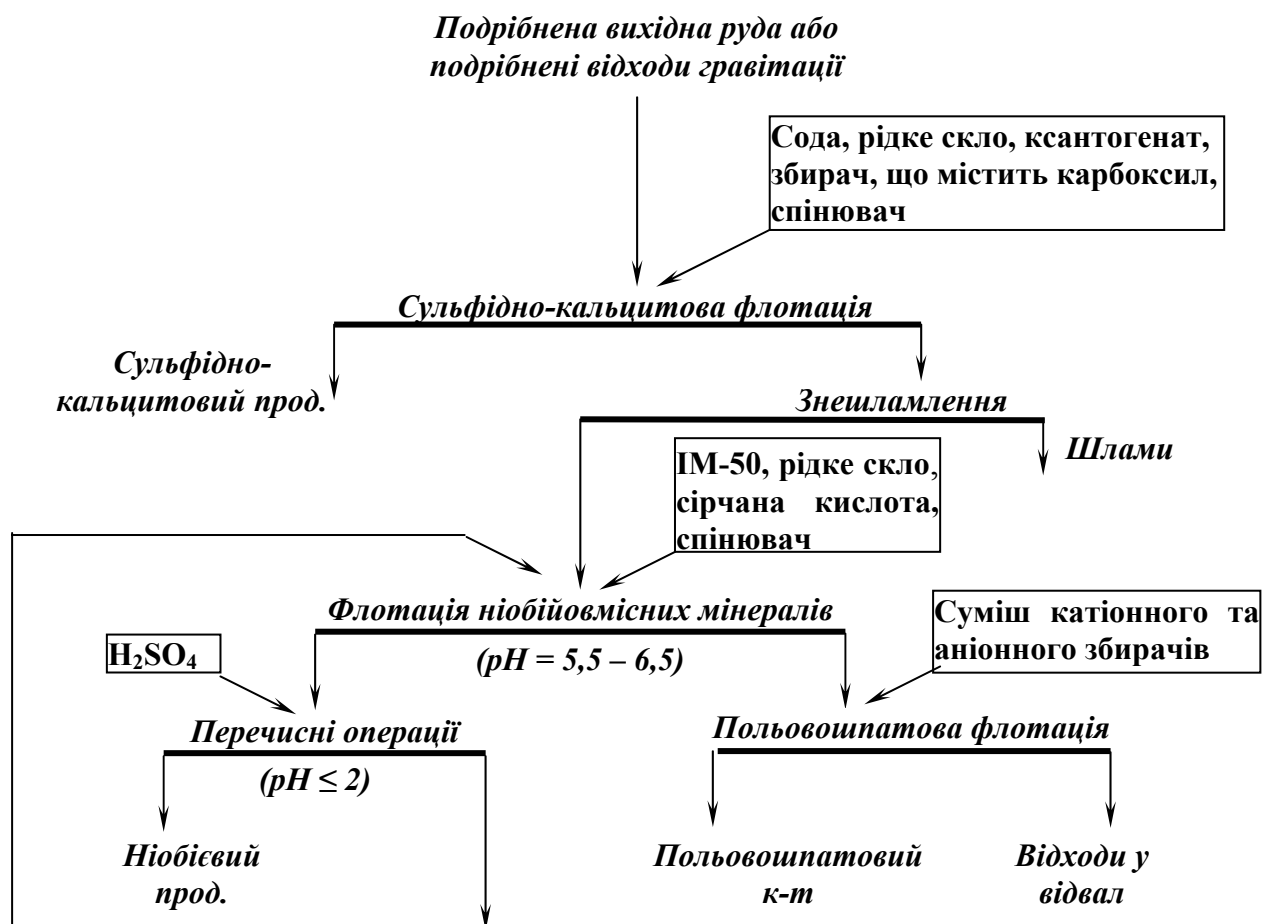 Подрібнена вихідна руда або
подрібнені відходи гравітації
Сода, рідке скло, ксантогенат,
збирач, що містить карбоксил,
спінювач
Сульфідно-кальцитова флотація
Сульфідно-
кальцитовий прод.
Знешламлення
Шлами
ІМ-50, рідке скло,
сірчана кислота,
спінювач
Флотація ніобійовмісних мінералів
(pH = 5,5 – 6,5)
Суміш катіонного та
аніонного збирачів
H₂SO₄
Перечисні операції
(pH ≤ 2)
Польовошпатова флотація
Ніобієвий
прод.
Польовошпатовий
к-т
Відходи у
відвал